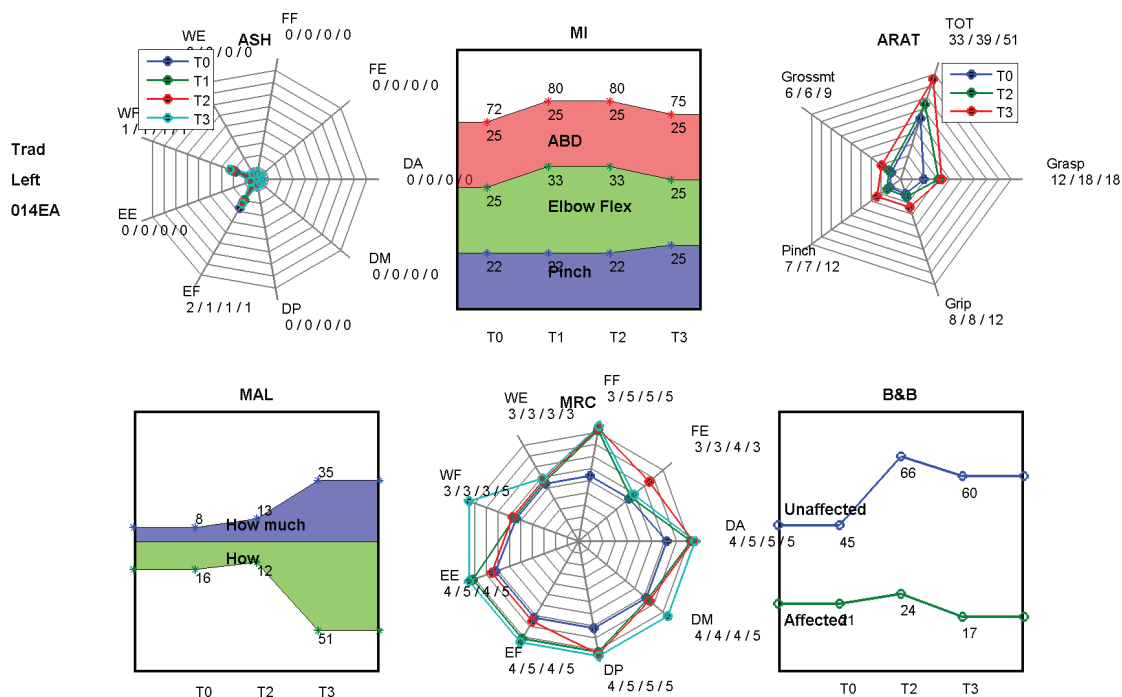 Trad
Left
014EA
ASH
FF
0 / 0 / 0 / 0
WE
0 / 0 / 0 / 0
FE
0 / 0 / 0 / 0
WF
DA
0 / 0 / 0 / 0
EE
0 / 0 / 0 / 0
DM
0 / 0 / 0 / 0
EF
2 / 1 / 1 / 1
DP
0 / 0 / 0 / 0
T0
T1
T2
T3
MI
72
80
80
75
25
25
25
25
ABD
25
33
33
25
Elbow Flex
22
22
22
25
Pinch
T0
T1
T2
T3
ARAT
TOT
33 / 39 / 51
Grossmt
6 / 6 / 9
Grasp
12 / 18 / 18
Pinch
7 / 7 / 12
Grip
8 / 8 / 12
T0
T2
T3
MAL
8
13
35
How much
How
16
12
51
T0
T2
T3
MRC
FF
3 / 5 / 5 / 5
WE
3 / 3 / 3 / 3
FE
3 / 3 / 4 / 3
WF
3 / 3 / 3 / 5
DA
4 / 5 / 5 / 5
EE
4 / 5 / 4 / 5
DM
4 / 4 / 4 / 5
EF
4 / 5 / 4 / 5
DP
4 / 5 / 5 / 5
B&B
66
60
Unaffected
45
24
Affected
21
17
T0
T2
T3